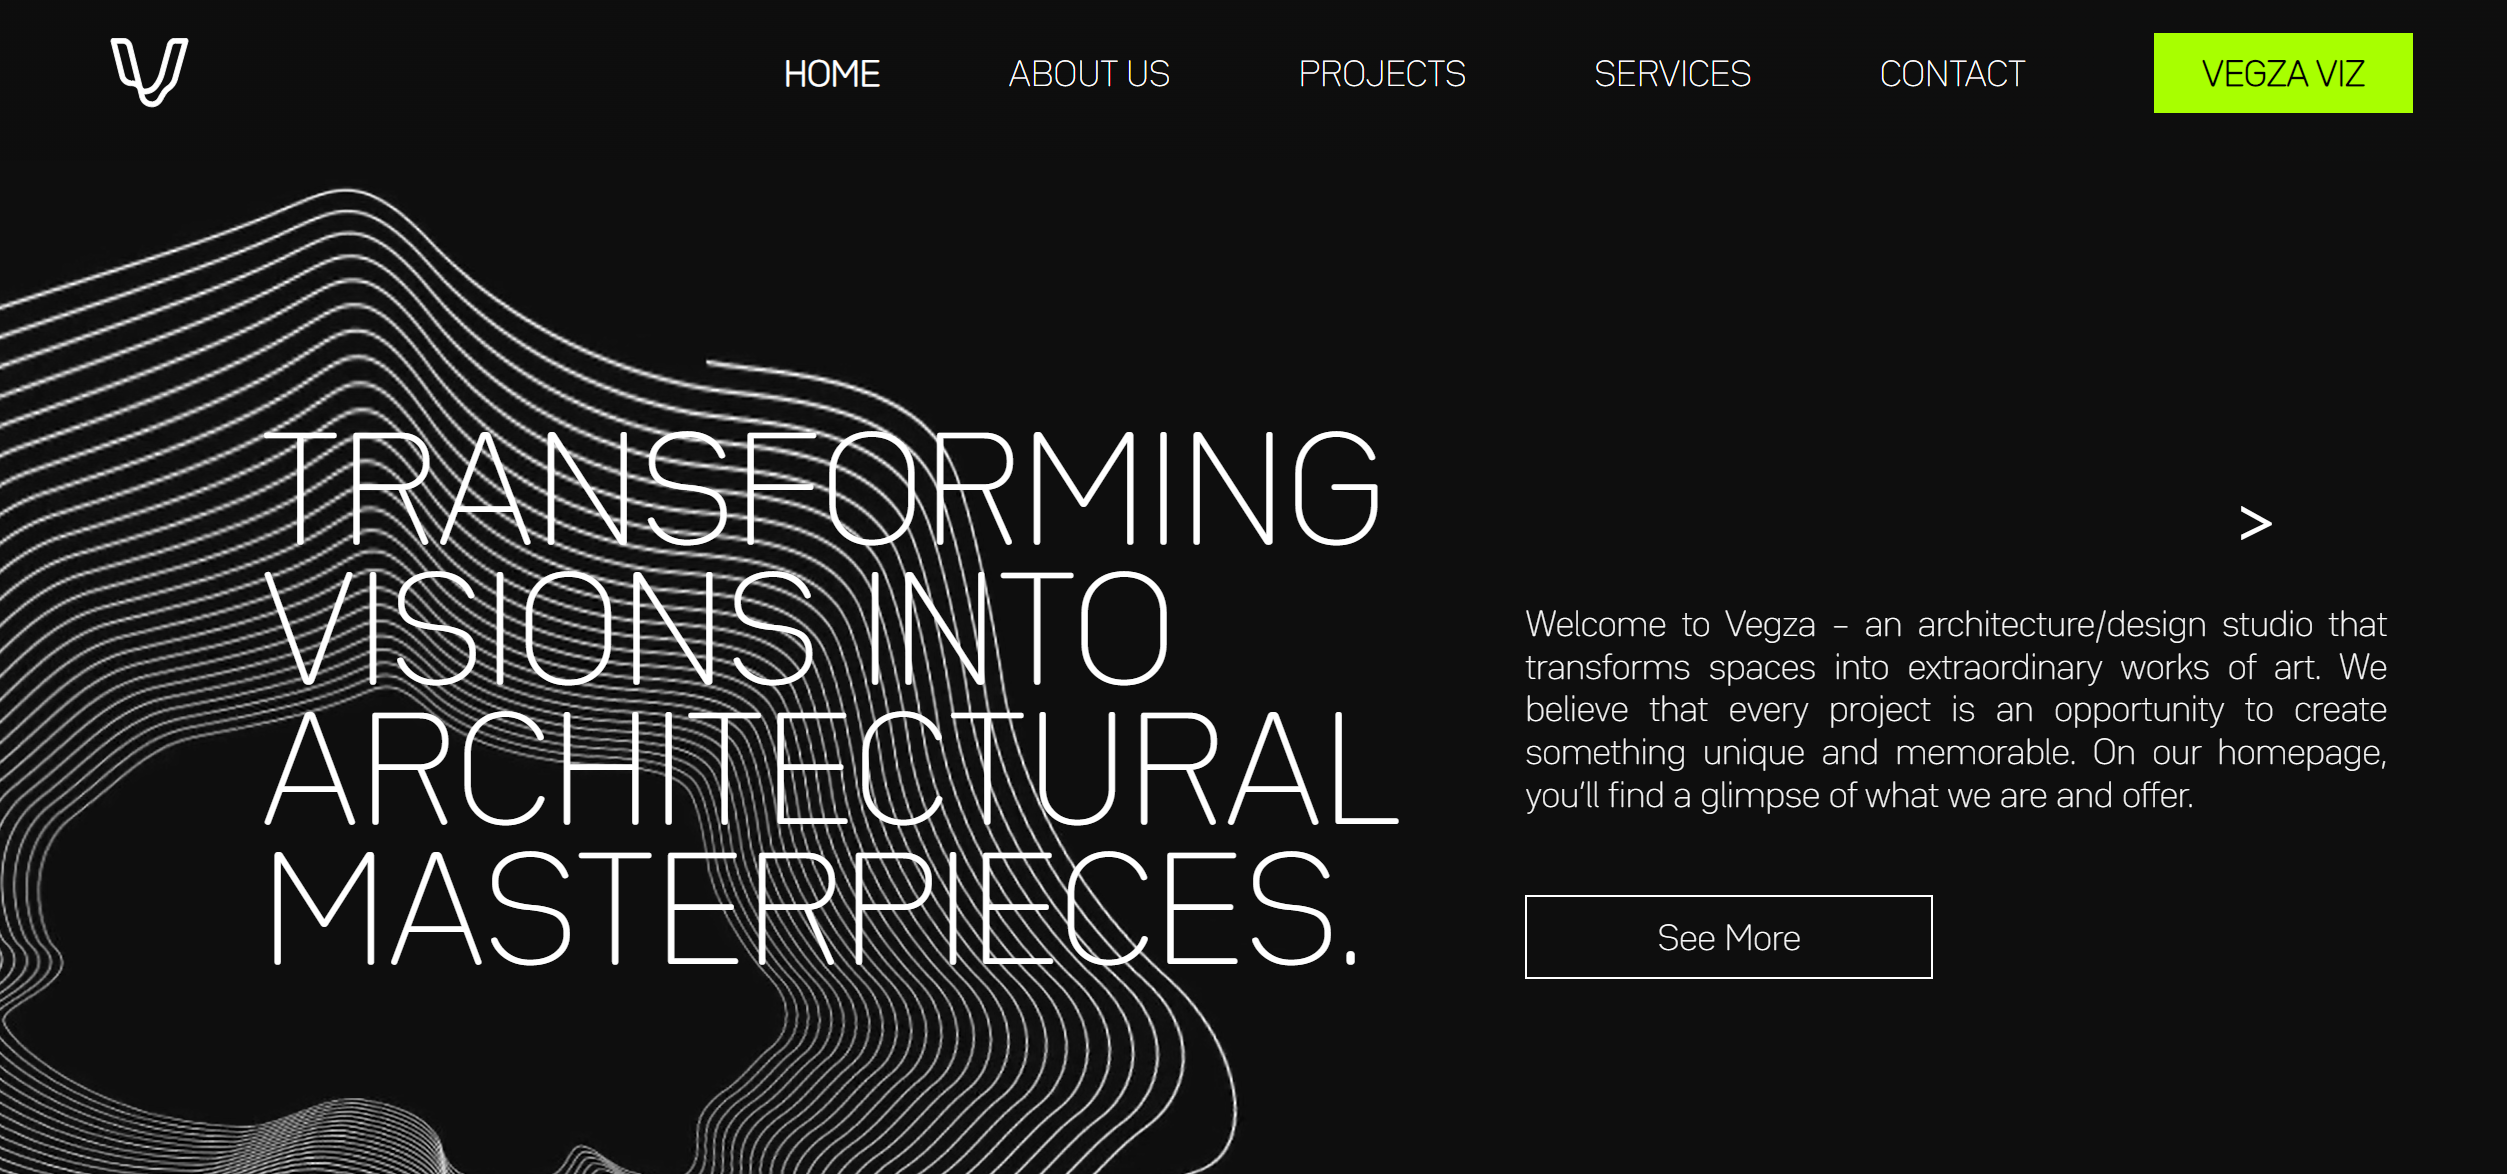 HOME ABOUT US PROJECTS SERVICES CONTACT VEGZA VIZ
TRANSFORMING
VISIONS INTO
ARCHITECTURAL
MASTERPIECES.
>
Welcome to Vegza – an architecture/design studio that
transforms spaces into extraordinary works of art. We
believe that every project is an opportunity to create
something unique and memorable. On our homepage,
you’ll find a glimpse of what we are and offer.
See More